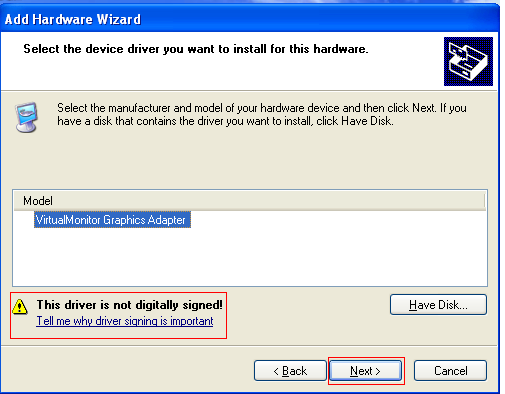 Add Hardware Wizard
Select the device driver you want to install for this hardware.
Select the manufacturer and model of your hardware device and then click Next. If you
have a disk that contains the driver you want to install, click Have Disk.
Model
VirtualMonitor Graphics Adapter
This driver is not digitally signed!
Tell me why driver signing is important
Have Disk...
< Back
Next >
Cancel